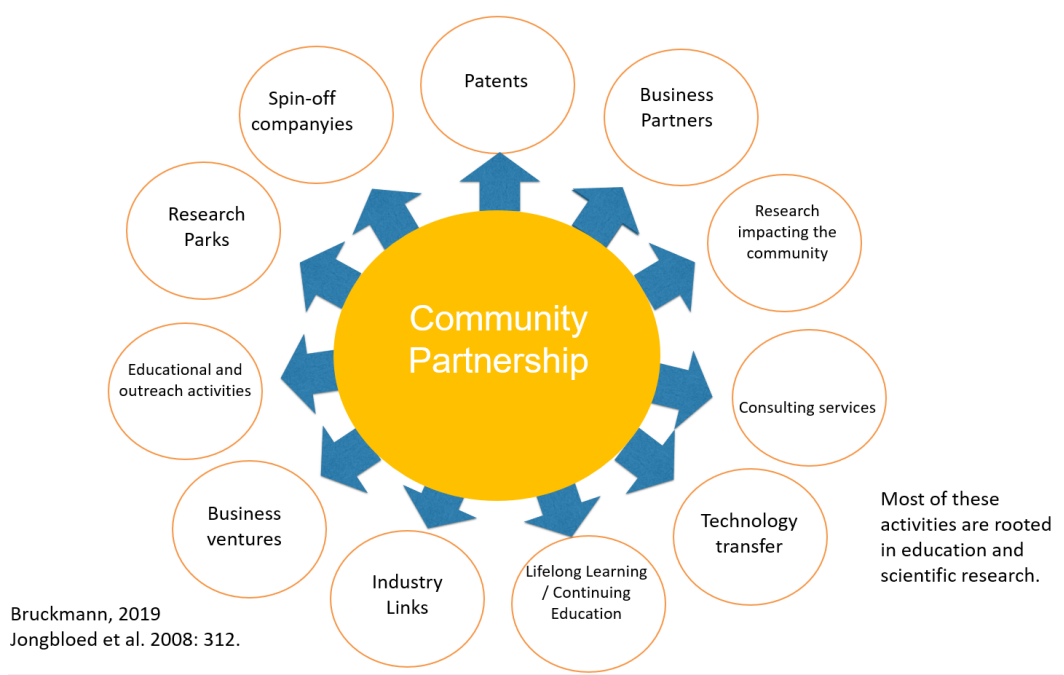 Patents
Spin-off
companyies
Business
Partners
Research
Parks
Research
impacting the
community
Community
Partnership
Educational and
outreach activities
Consulting services
Business
ventures
Technology
transfer
Industry
Links
Lifelong Learning
/ Continuing
Education
Most of these
activities are rooted
in education and
scientific research.
Bruckmann, 2019
Jongbloed et al. 2008: 312.